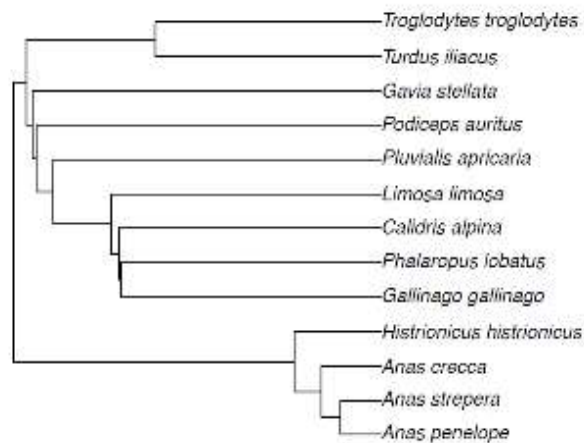 Troglodytes troglodytes
Turdus iliacus
Gavia stellata
Podiceps auritus
Pluvialis apricaria
Limosa limosa
Calidris alpina
Phalaropus lobatus
Gallinago gallinago
Histrionicus histrionicus
Anas crecca
Anas strepera
Anas penelope